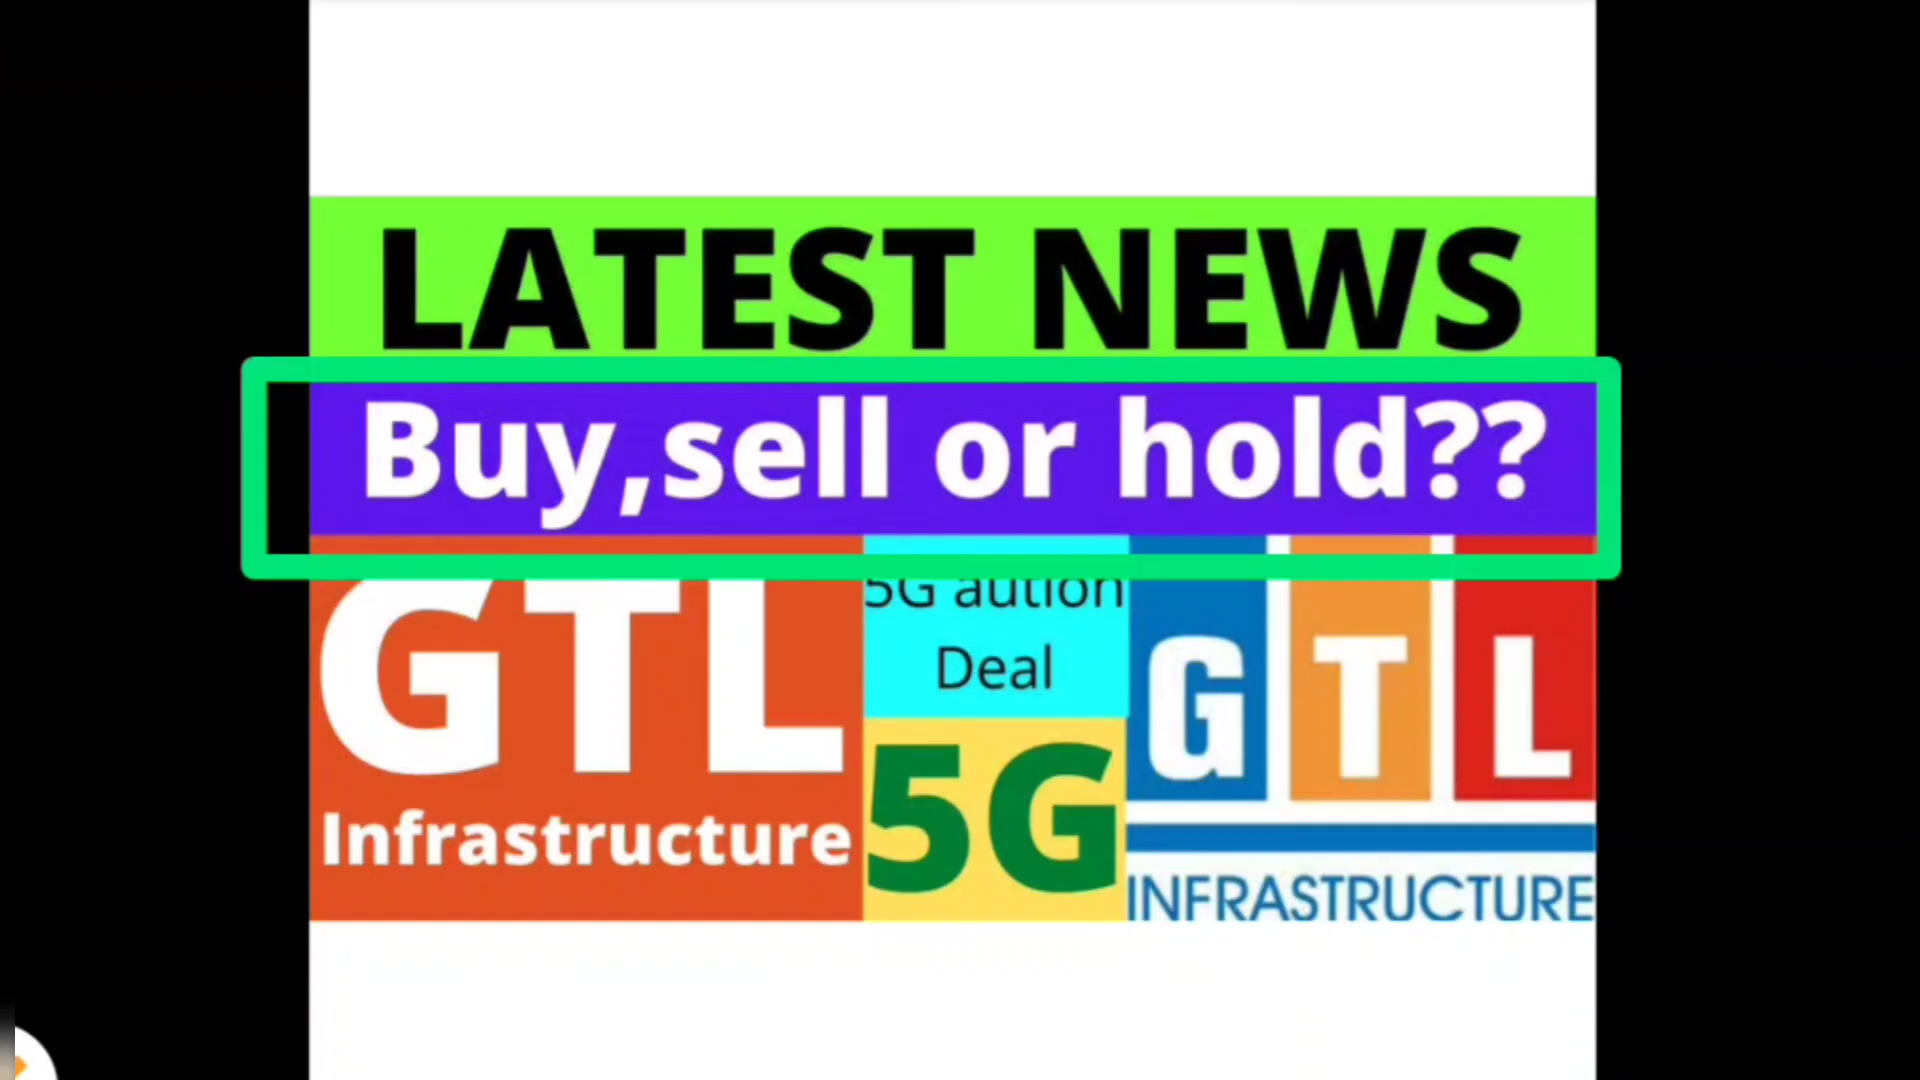 LATEST NEWS
Buy,sell or hold??
GTL
Infrastructure
5G aution
Deal
5G
GTL
INFRASTRUCTURE